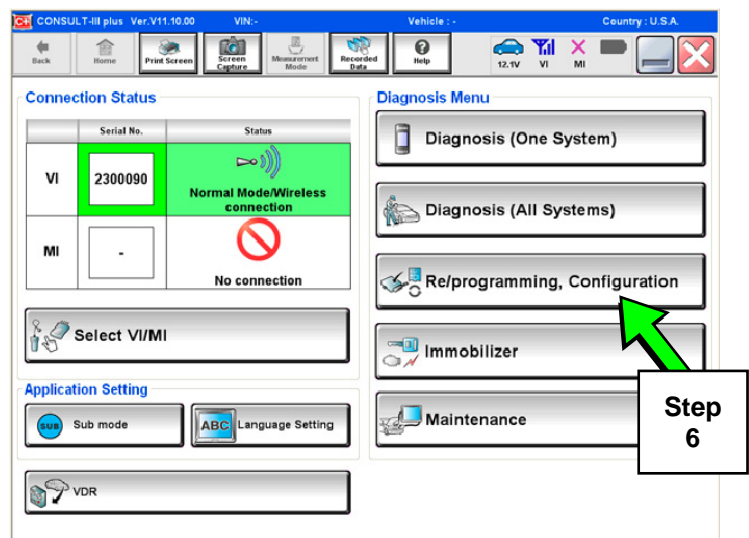 C+ CONSULT-III plus Ver.V11.10.00 VIN:- Vehicle : - Country : U.S.A.
Back
Home
Print Screen
Screen Capture
Measurement Mode
Recorded Data
Help
12.1V
VI
MI
Connection Status
Serial No.
Status
VI
2300090
Normal Mode/Wireless
connection
MI
-
No connection
Select VI/MI
Application Setting
SUB
Sub mode
ABC
Language Setting
VDR
Diagnosis Menu
Diagnosis (One System)
Diagnosis (All Systems)
Re/programming, Configuration
Immobilizer
Maintenance
Step
6